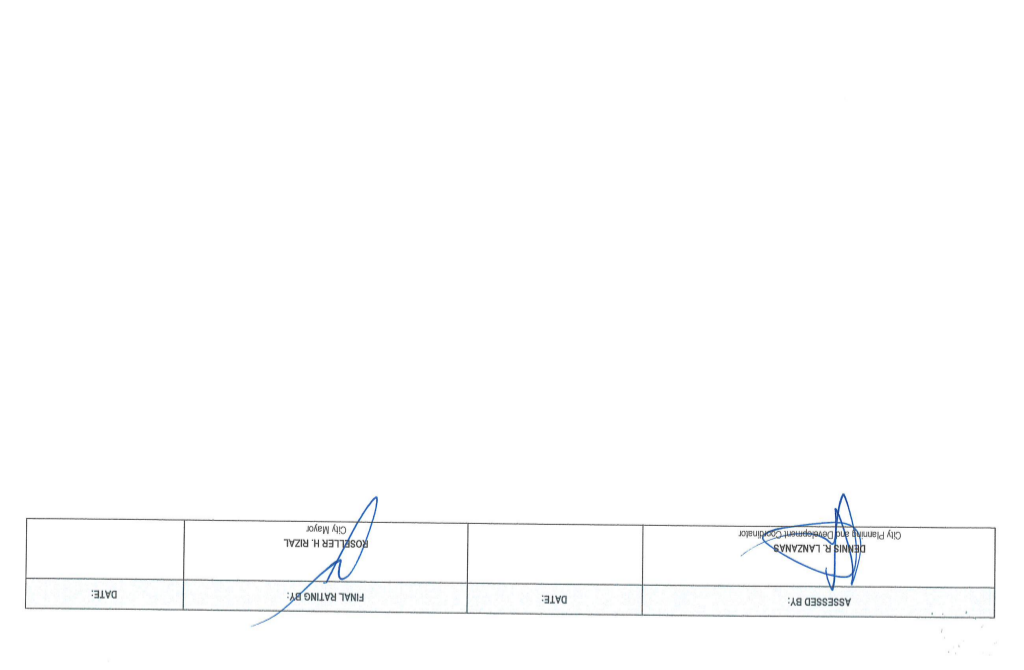 ASSESSED BY:
DATE:
FINAL RATING BY:
DATE:
DENNIS R. LANZANAS
City Planning and Development Coordinator
ROSELLER H. RIZAL
City Mayor